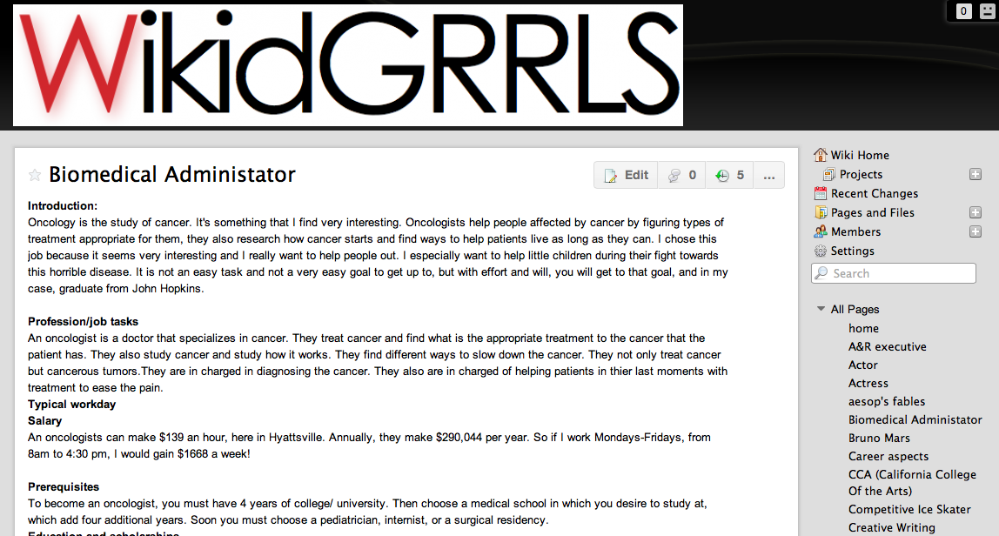 0
WikidGRRLS
Biomedical Administator
Edit
0
5
...
Introduction:
Oncology is the study of cancer. It's something that I find very interesting. Oncologists help people affected by cancer by figuring types of
treatment appropriate for them, they also research how cancer starts and find ways to help patients live as long as they can. I chose this
job because it seems very interesting and I really want to help people out. I especially want to help little children during their fight towards
this horrible disease. It is not an easy task and not a very easy goal to get up to, but with effort and will, you will get to that goal, and in my
case, graduate from John Hopkins.
Profession/job tasks
An oncologist is a doctor that specializes in cancer. They treat cancer and find what is the appropriate treatment to the cancer that the
patient has. They also study cancer and study how it works. They find different ways to slow down the cancer. They not only treat cancer
but cancerous tumors.They are in charged in diagnosing the cancer. They also are in charged of helping patients in thier last moments with
treatment to ease the pain.
Typical workday
Salary
An oncologists can make $139 an hour, here in Hyattsville. Annually, they make $290,044 per year. So if I work Mondays-Fridays, from
8am to 4:30 pm, I would gain $1668 a week!
Prerequisites
To become an oncologist, you must have 4 years of college/ university. Then choose a medical school in which you desire to study at,
which add four additional years. Soon you must choose a pediatrician, internist, or a surgical residency.
Education and scholarships
Wiki Home
Projects
Recent Changes
Pages and Files
Members
Settings
Search
All Pages
home
A&R executive
Actor
Actress
aesop's fables
Biomedical Administator
Bruno Mars
Career aspects
CCA (California College
Of the Arts)
Competitive Ice Skater
Creative Writing